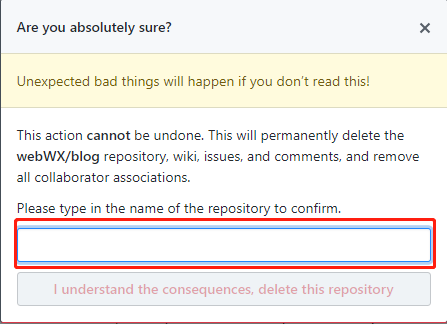 Are you absolutely sure?
Unexpected bad things will happen if you don’t read this!
This action cannot be undone. This will permanently delete the
webWX/blog repository, wiki, issues, and comments, and remove
all collaborator associations.
Please type in the name of the repository to confirm.
I understand the consequences, delete this repository